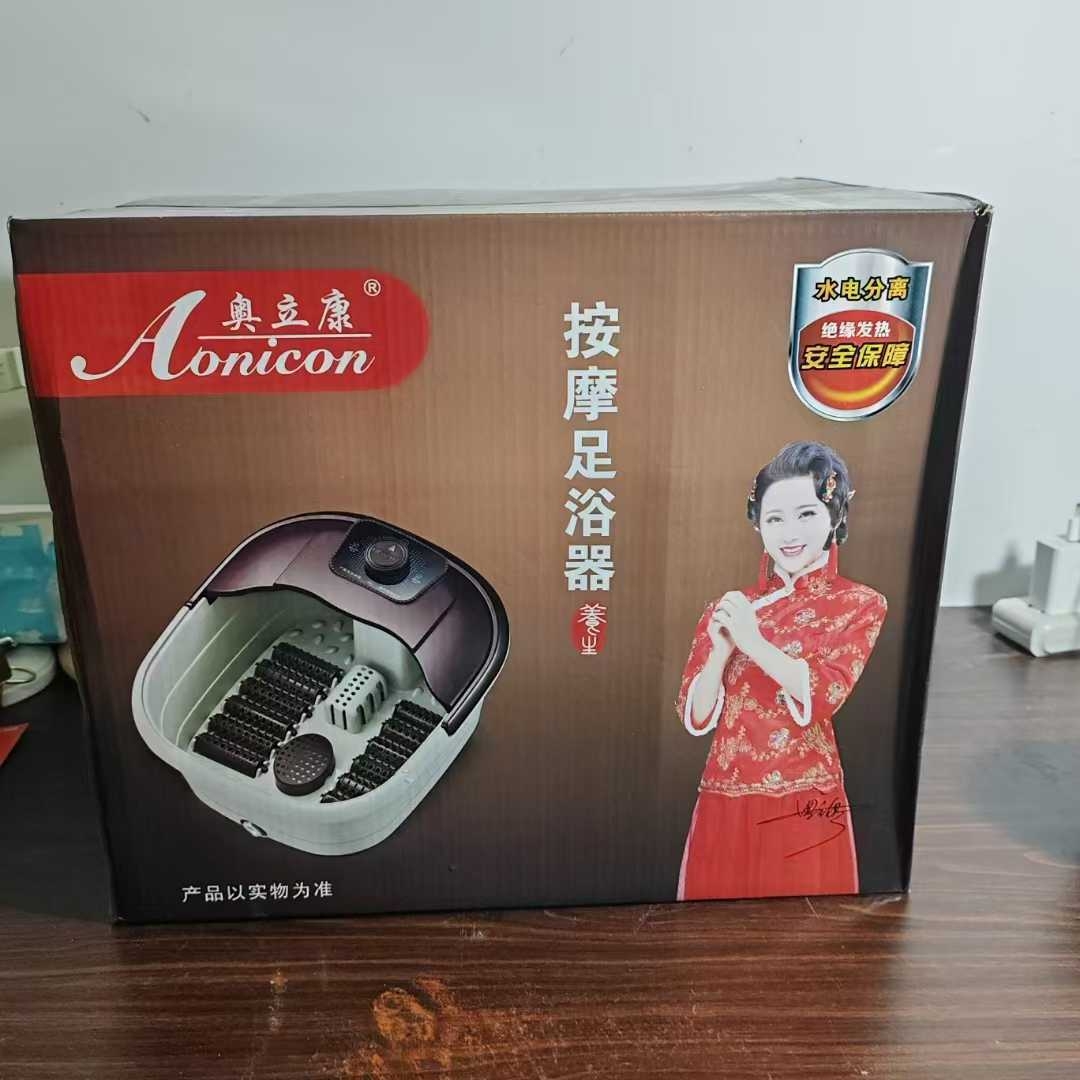 奥立康®
Aonicon
按摩足浴器
養生
水电分离
绝缘发热
安全保障
产品以实物为准